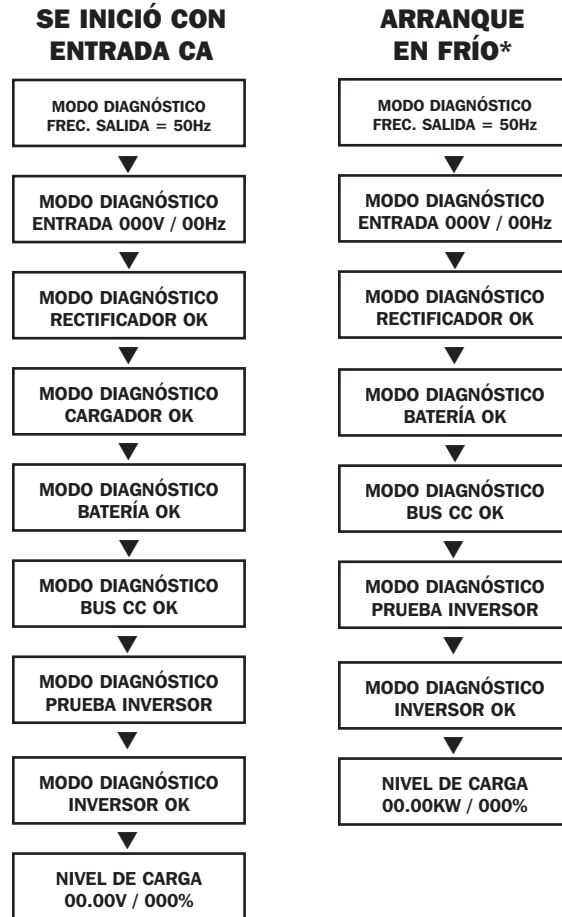 SE INICIÓ CON
ENTRADA CA
MODO DIAGNÓSTICO
FREC. SALIDA = 50Hz
MODO DIAGNÓSTICO
ENTRADA 000V / 00Hz
MODO DIAGNÓSTICO
RECTIFICADOR OK
MODO DIAGNÓSTICO
CARGADOR OK
MODO DIAGNÓSTICO
BATERÍA OK
MODO DIAGNÓSTICO
BUS CC OK
MODO DIAGNÓSTICO
PRUEBA INVERSOR
MODO DIAGNÓSTICO
INVERSOR OK
NIVEL DE CARGA
00.00V / 000%
ARRANQUE
EN FRÍO*
MODO DIAGNÓSTICO
FREC. SALIDA = 50Hz
MODO DIAGNÓSTICO
ENTRADA 000V / 00Hz
MODO DIAGNÓSTICO
RECTIFICADOR OK
MODO DIAGNÓSTICO
BATERÍA OK
MODO DIAGNÓSTICO
BUS CC OK
MODO DIAGNÓSTICO
PRUEBA INVERSOR
MODO DIAGNÓSTICO
INVERSOR OK
NIVEL DE CARGA
00.00KW / 000%